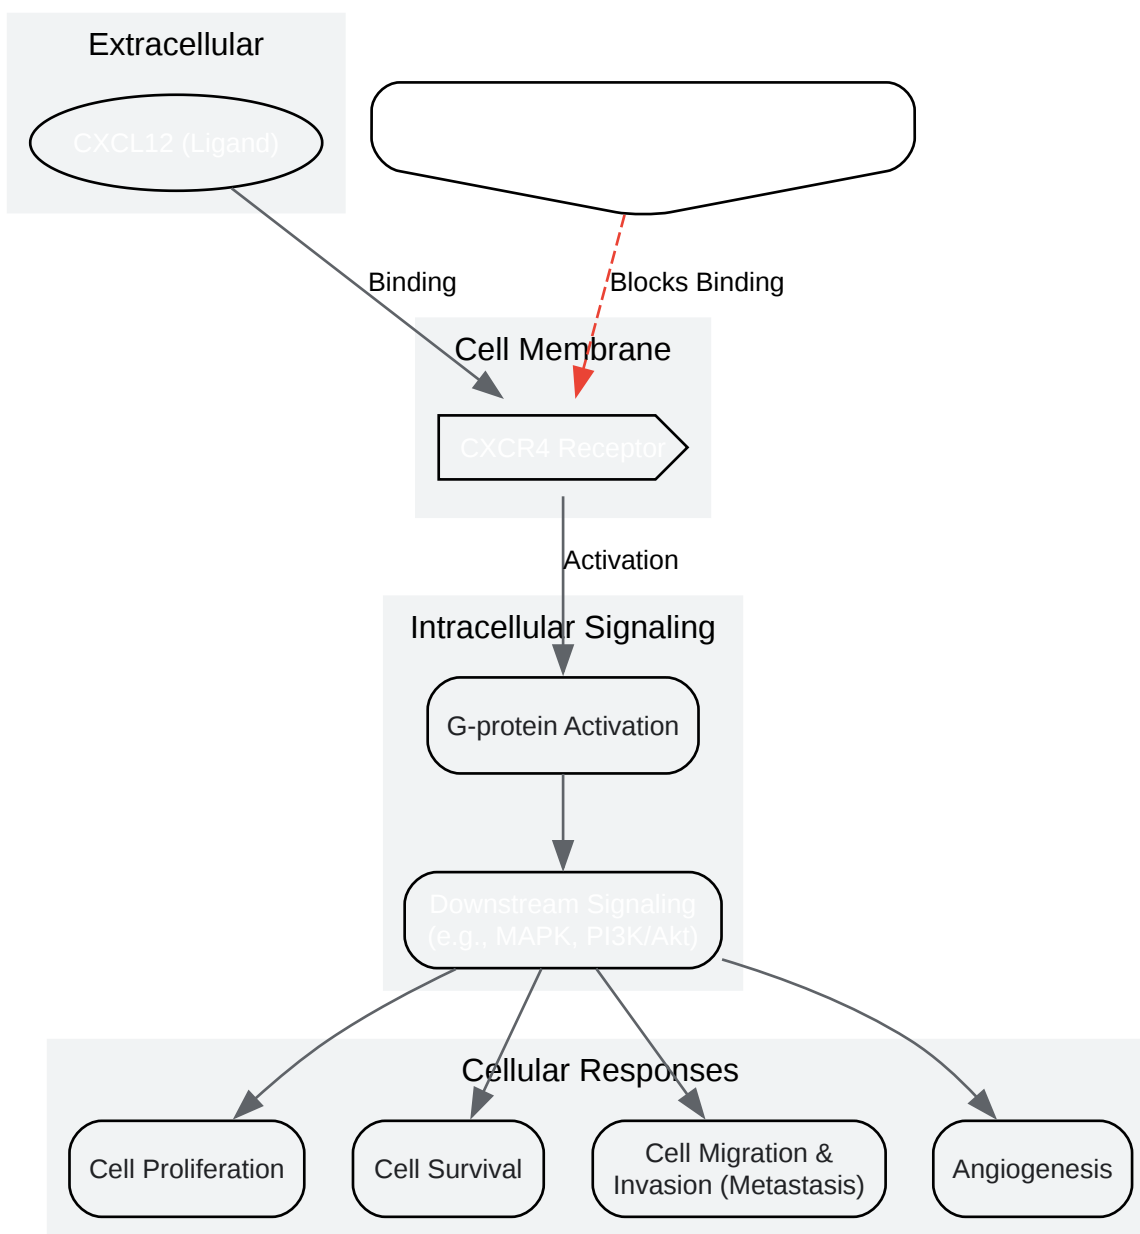 Extracellular
CXCL12 (Ligand)
Binding
Blocks Binding
Cell Membrane
CXCR4 Receptor
Activation
Intracellular Signaling
G-protein Activation
Downstream Signaling
(e.g., MAPK, PI3K/Akt)
Cellular Responses
Cell Proliferation
Cell Survival
Cell Migration &
Invasion (Metastasis)
Angiogenesis